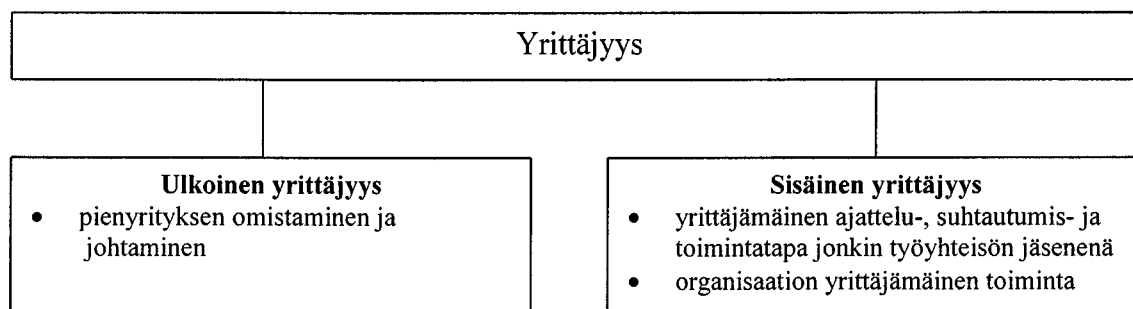 Yrittäjyys
Ulkoinen yrittäjyys
• pienyrityksen omistaminen ja
johtaminen
Sisäinen yrittäjyys
• yrittäjämäinen ajattelu-, suhtautumis- ja
toimintatapa jonkin työyhteisön jäsenenä
• organisaation yrittäjämäinen toiminta